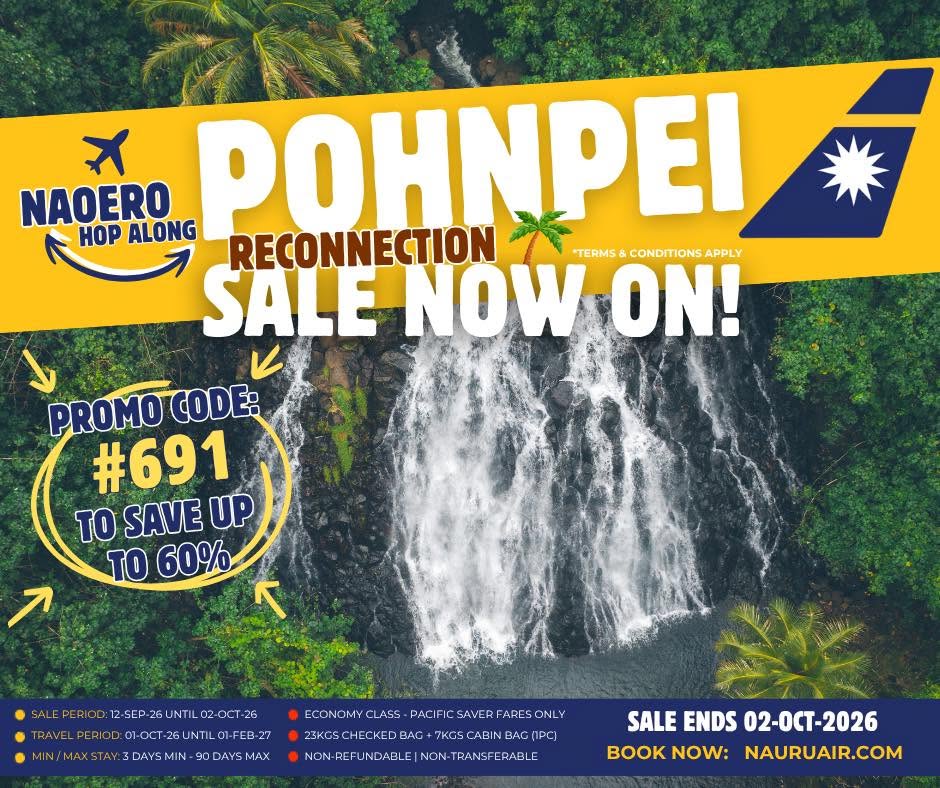 POHNPEI
NAOERO
HOP ALONG
RECONNECTION
*TERMS & CONDITIONS APPLY
SALE NOW ON!
PROMO CODE:
#691
TO SAVE UP
TO 60%
SALE PERIOD: 12-SEP-26 UNTIL 02-OCT-26
TRAVEL PERIOD: 01-OCT-26 UNTIL 01-FEB-27
MIN / MAX STAY: 3 DAYS MIN - 90 DAYS MAX
ECONOMY CLASS - PACIFIC SAVER FARES ONLY
23KGS CHECKED BAG + 7KGS CABIN BAG (1PC)
NON-REFUNDABLE | NON-TRANSFERABLE
SALE ENDS 02-OCT-2026
BOOK NOW: NAURUAIR.COM